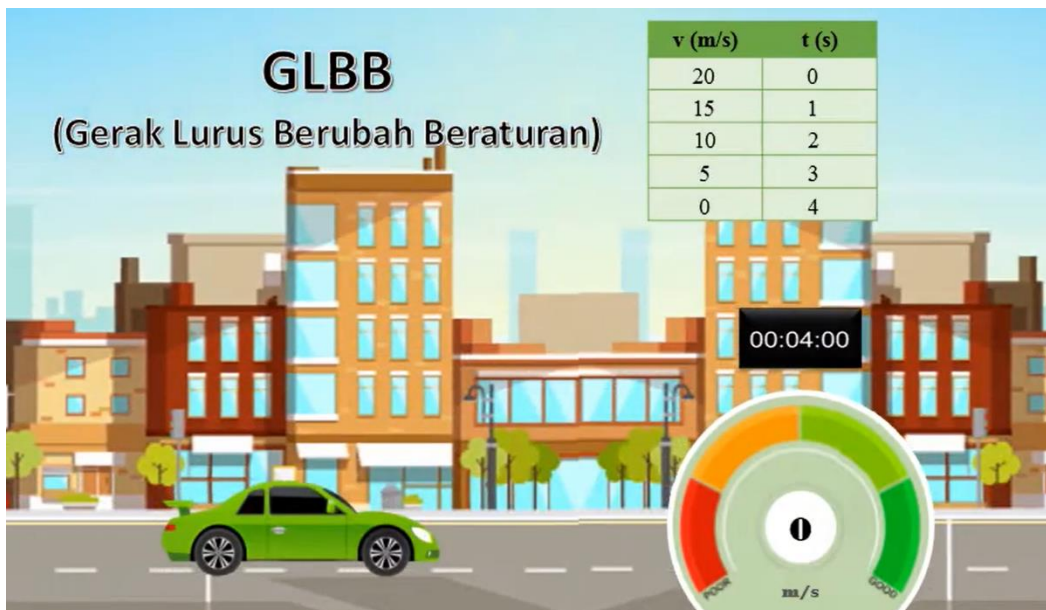 GLBB
(Gerak Lurus Berubah Beraturan)
v (m/s) t (s)
20 0
15 1
10 2
5 3
0 4
00:04:00
0
POOR GOOD
m/s